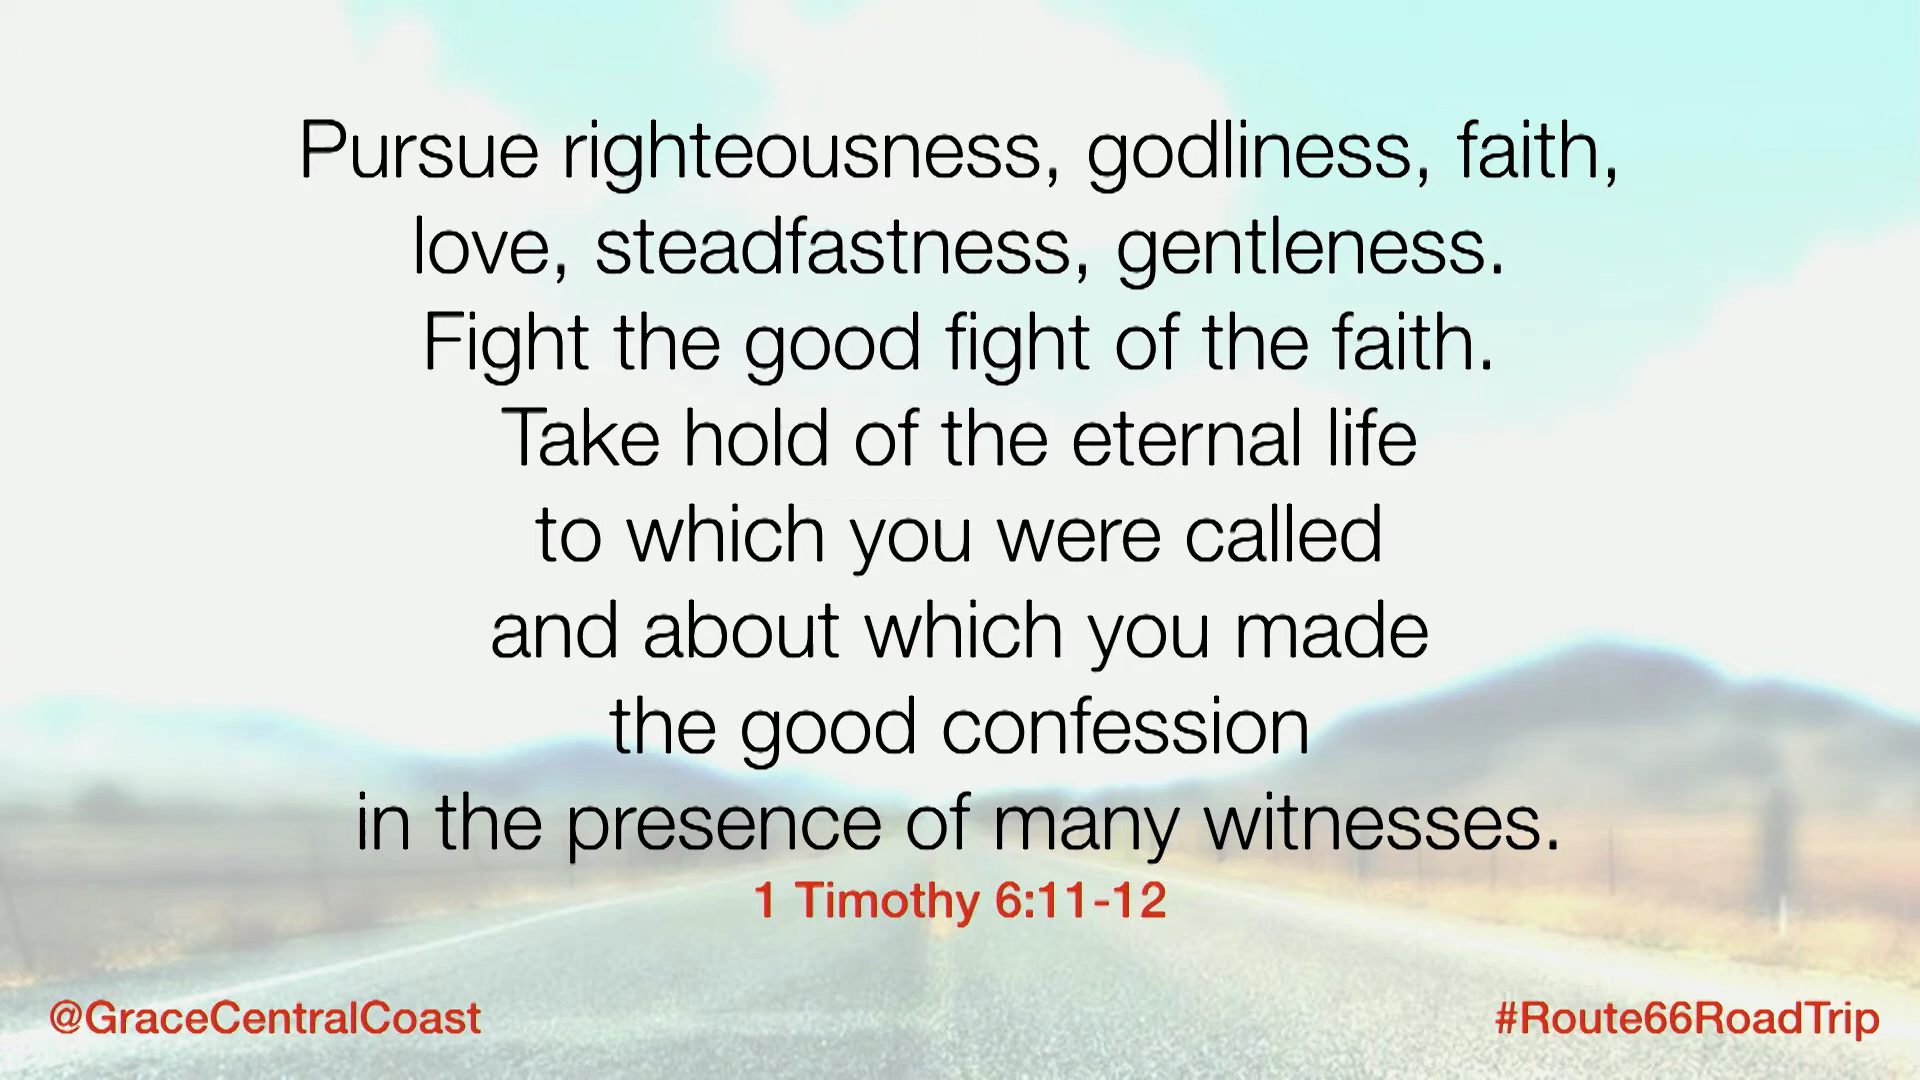 Pursue righteousness, godliness, faith,
love, steadfastness, gentleness.
Fight the good fight of the faith.
Take hold of the eternal life
to which you were called
and about which you made
the good confession
in the presence of many witnesses.
1 Timothy 6:11-12
@GraceCentralCoast
#Route66RoadTrip